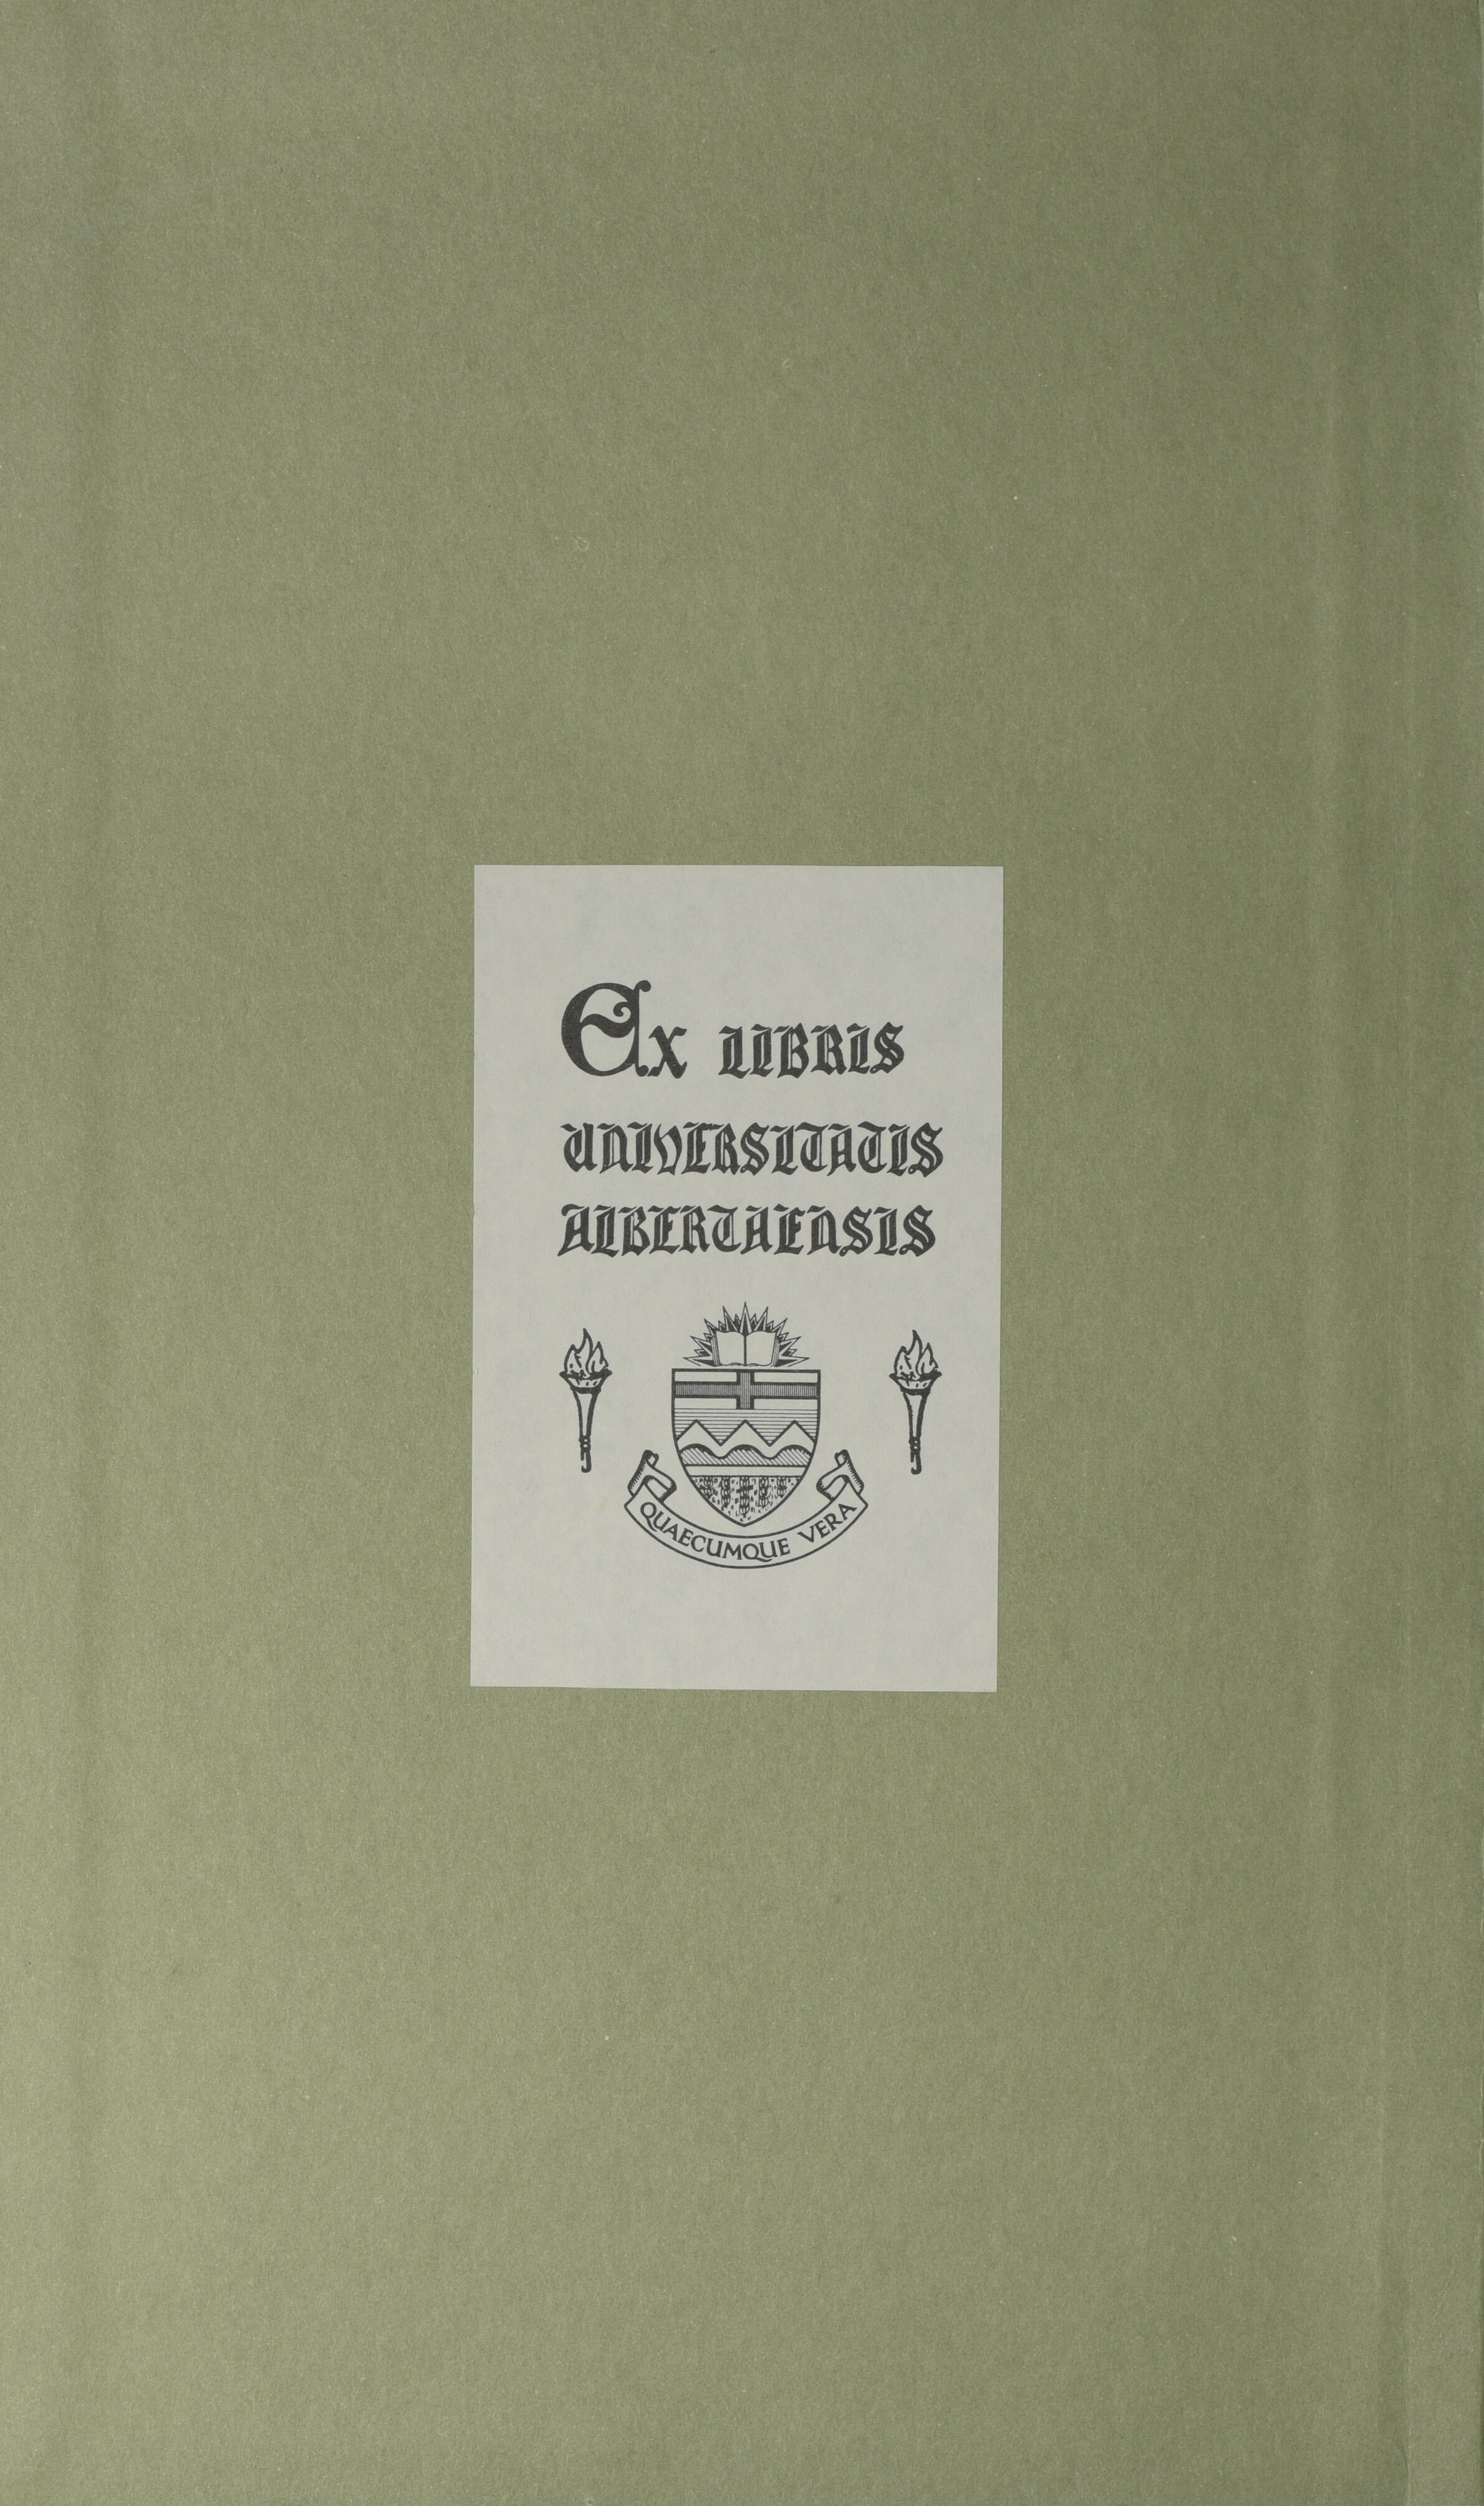 Ex LIBRIS
UNIVERSITATIS
ALBERTAENSIS
QUAECUMQUE VERA